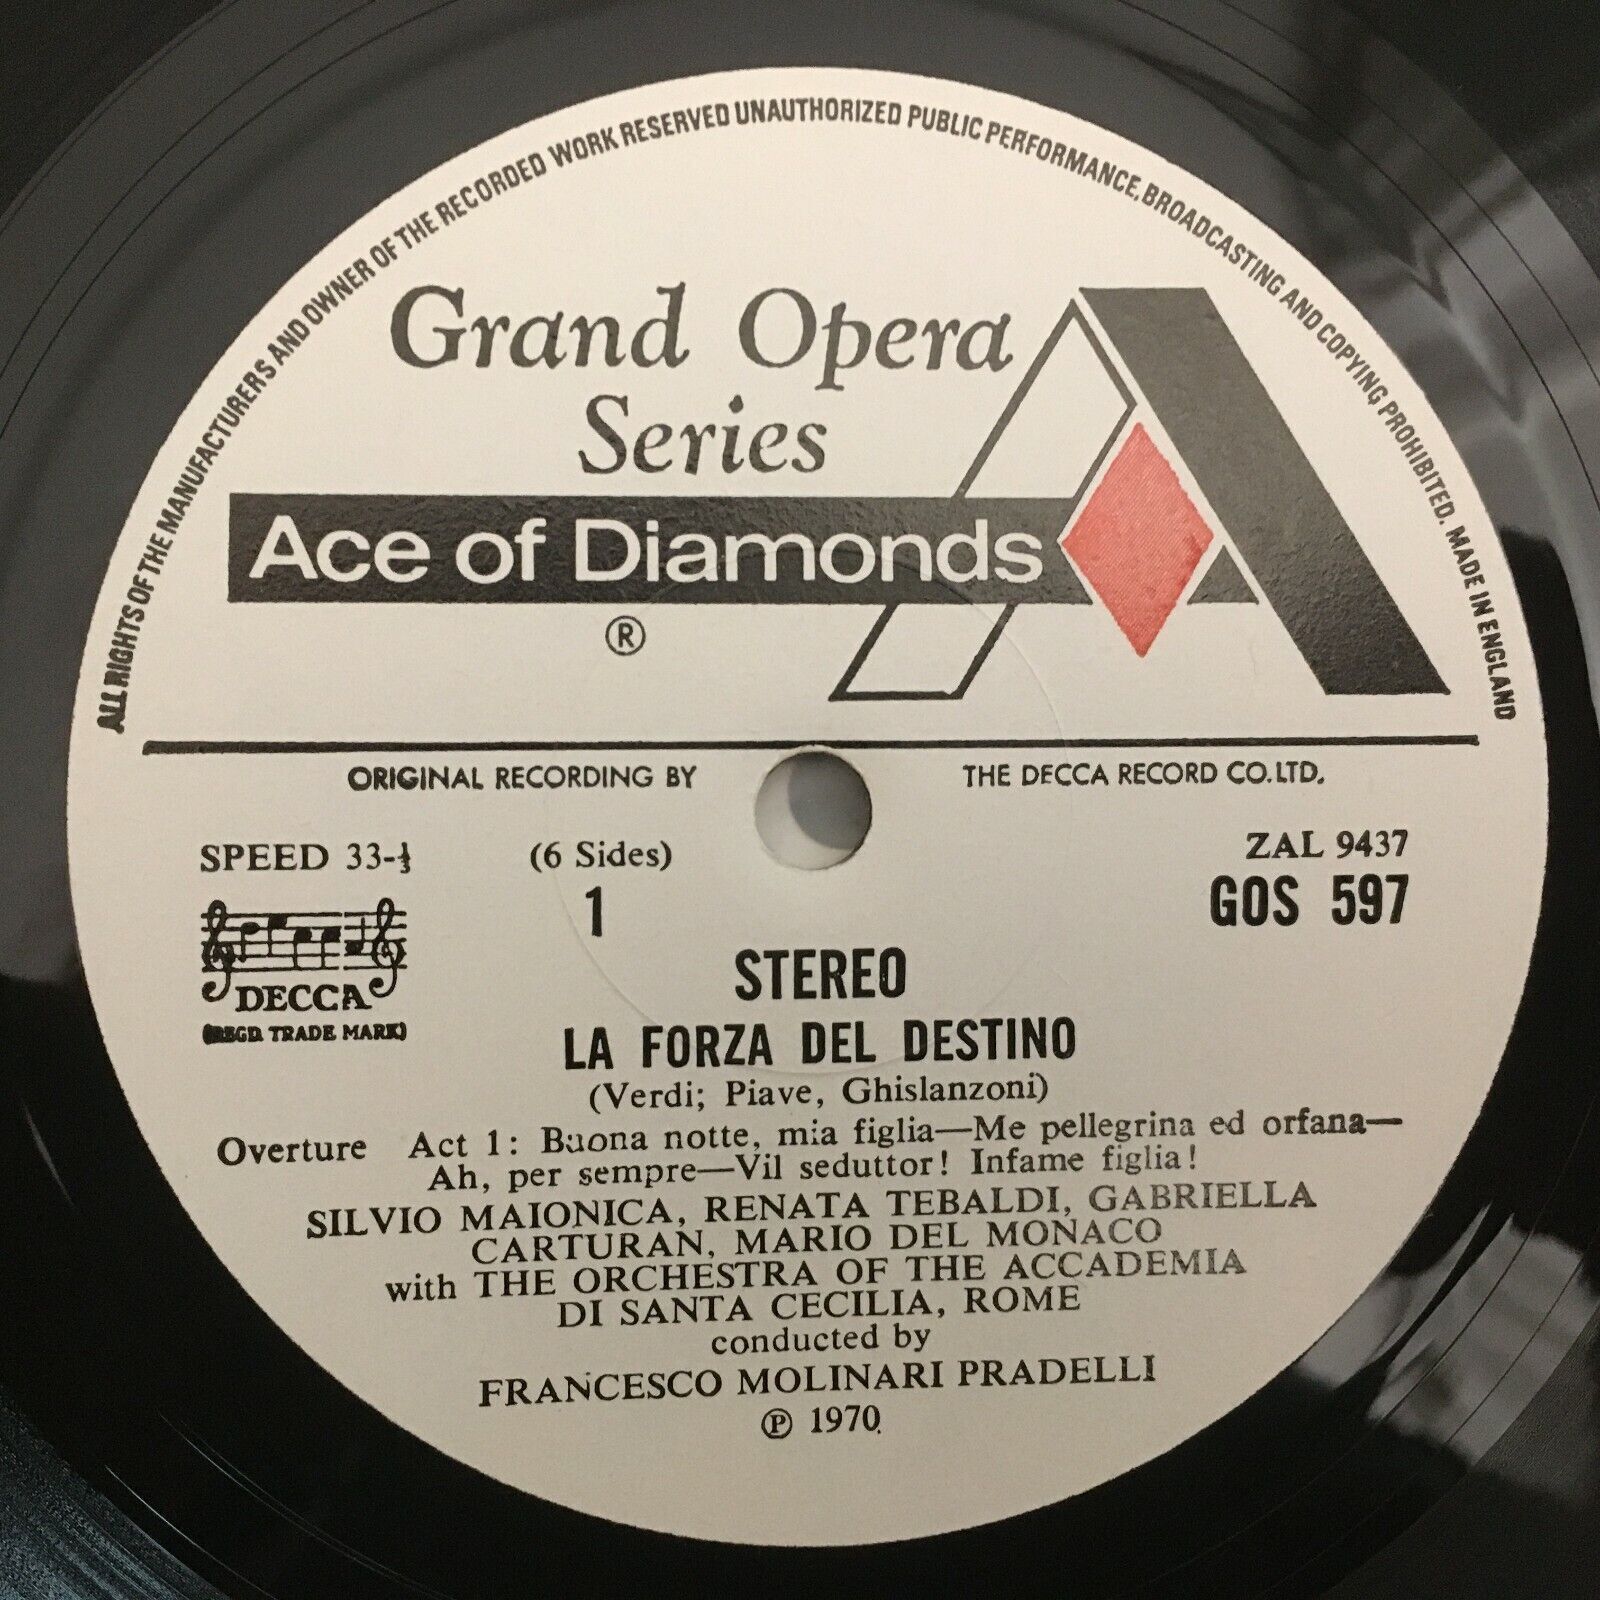 ALL RIGHTS OF THE MANUFACTURERS AND OWNER OF THE RECORDED WORK RESERVED UNAUTHORIZED PUBLIC PERFORMANCE, BROADCASTING AND COPYING PROHIBITED. MADE IN ENGLAND
Grand Opera
Series
Ace of Diamonds
®
ORIGINAL RECORDING BY THE DECCA RECORD CO. LTD.
SPEED 33-⅓ (6 Sides) ZAL 9437
1 GOS 597
DECCA
(REGD. TRADE MARK)
STEREO
LA FORZA DEL DESTINO
(Verdi; Piave, Ghislanzoni)
Overture Act 1: Buona notte, mia figlia—Me pellegrina ed orfana—
Ah, per sempre—Vil seduttor! Infame figlia!
SILVIO MAIONICA, RENATA TEBALDI, GABRIELLA
CARTURAN, MARIO DEL MONACO
with THE ORCHESTRA OF THE ACCADEMIA
DI SANTA CECILIA, ROME
conducted by
FRANCESCO MOLINARI PRADELLI
℗ 1970.